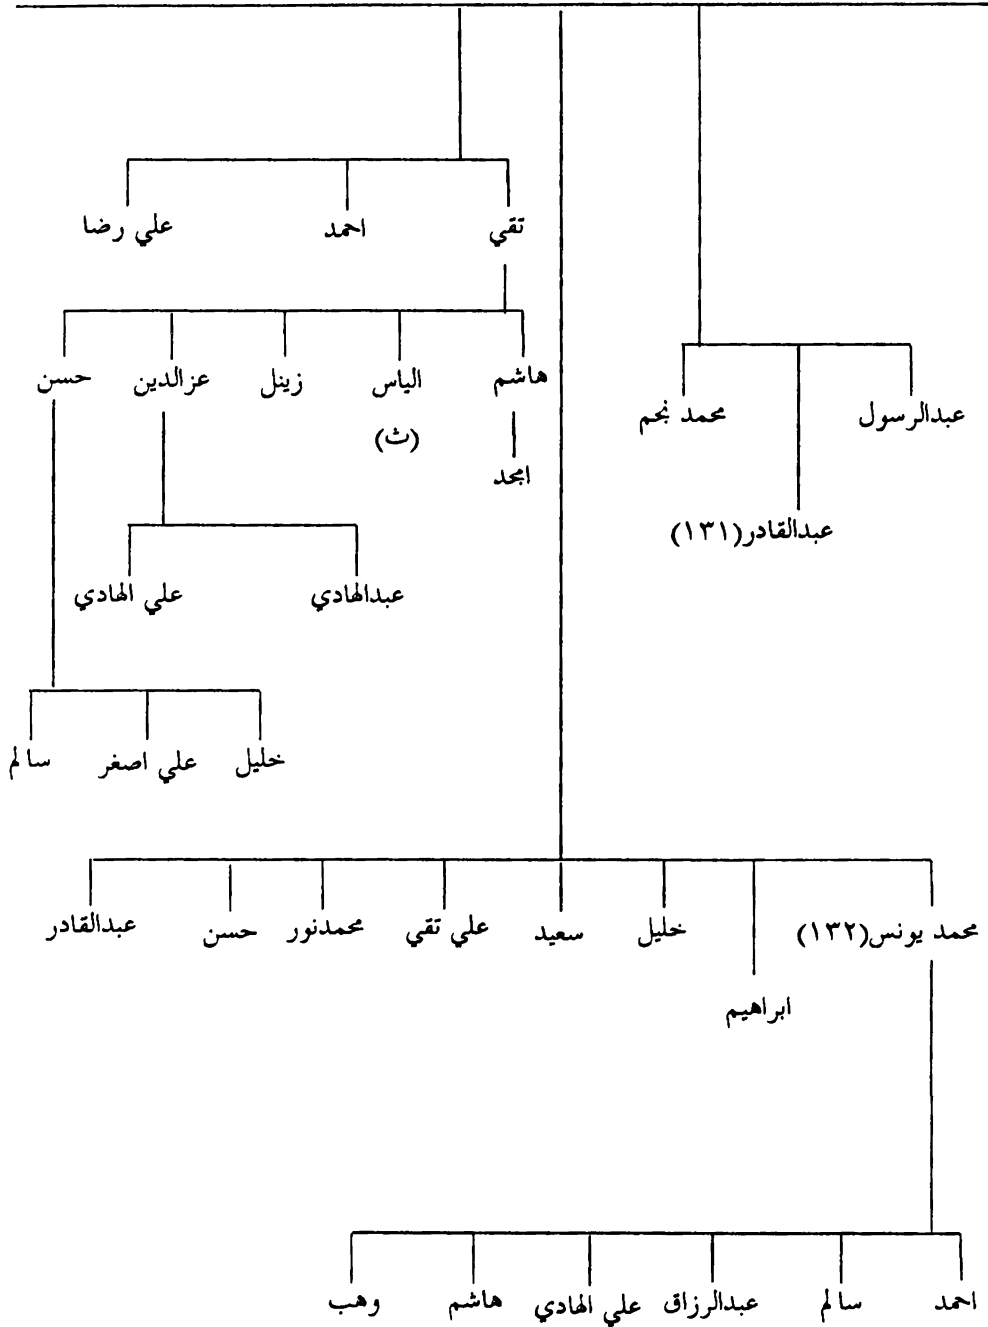 تقي احمد علي رضا
هاشم الياس زينل عزالدين حسن
عبدالرسول محمد نجم
(ث)
امجد
عبدالقادر(١٣١)
عبدالهادي علي الهادي
خليل علي اصغر سالم
محمد يونس(١٣٢) خليل سعيد علي تقي محمدنور حسن عبدالقادر
ابراهيم
احمد سالم عبدالرزاق علي الهادي هاشم وهب